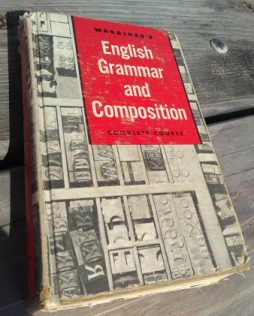 WARRINER'S
English
Grammar
and
Composition
COMPLETE COURSE